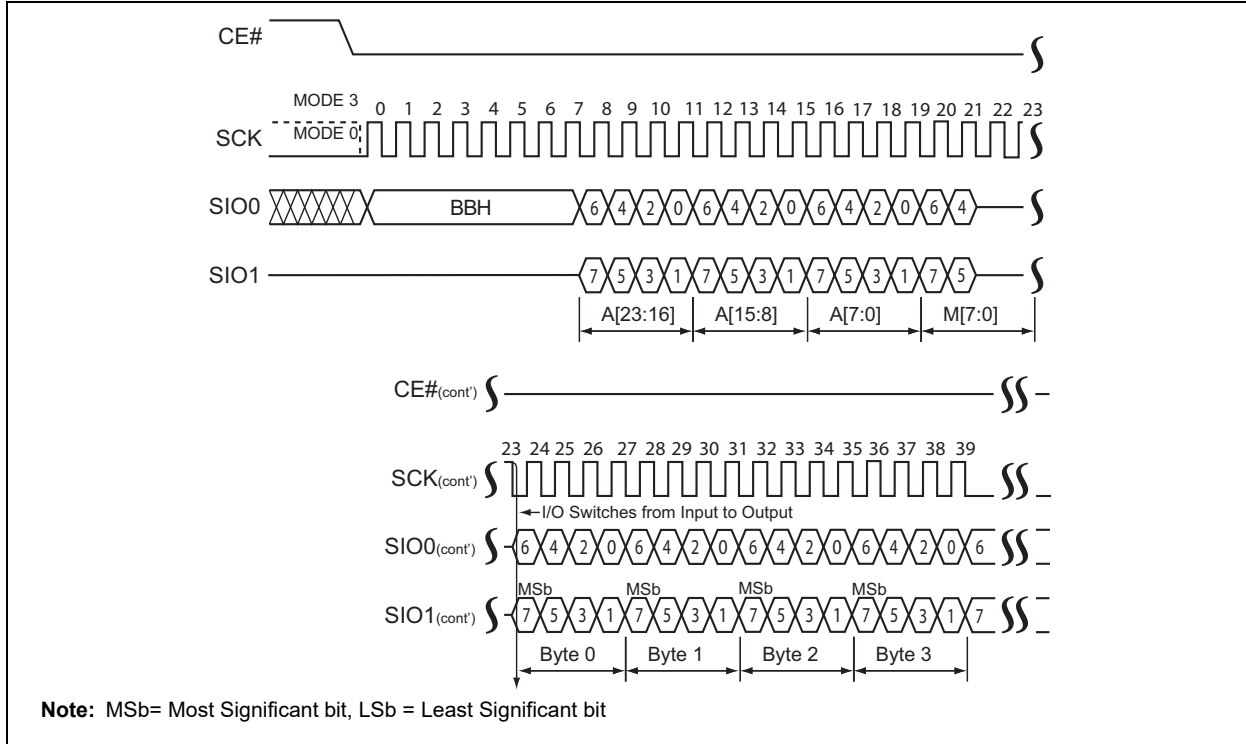 CE#
MODE 3
0 1 2 3 4 5 6 7 8 9 10 11 12 13 14 15 16 17 18 19 20 21 22 23
SCK MODE 0
SIO0 BBH 6 4 2 0 6 4 2 0 6 4 2 0 6 4
SIO1 7 5 3 1 7 5 3 1 7 5 3 1 7 5
A[23:16] A[15:8] A[7:0] M[7:0]
CE#(cont')
23 24 25 26 27 28 29 30 31 32 33 34 35 36 37 38 39
SCK(cont')
I/O Switches from Input to Output
SIO0(cont') 6 4 2 0 6 4 2 0 6 4 2 0 6 4 2 0 6
MSb MSb MSb MSb
SIO1(cont') 7 5 3 1 7 5 3 1 7 5 3 1 7 5 3 1 7
Byte 0 Byte 1 Byte 2 Byte 3
Note: MSb= Most Significant bit, LSb = Least Significant bit